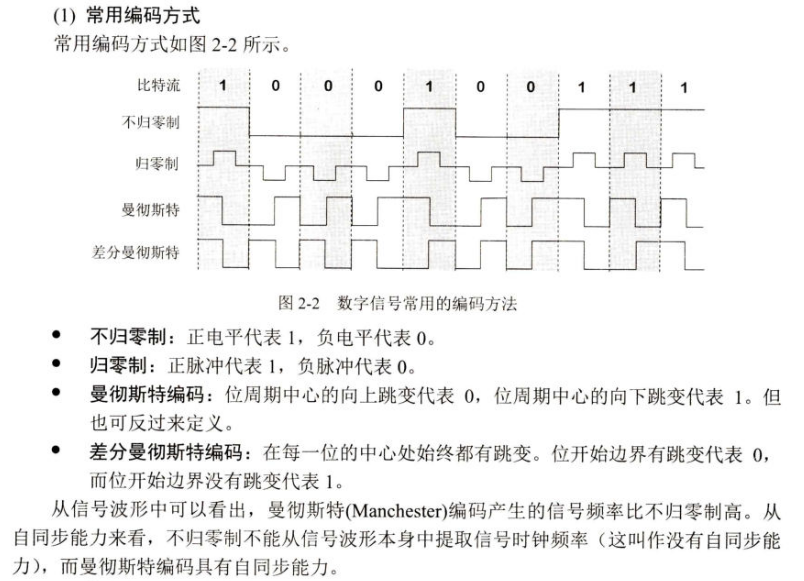 (1) 常用编码方式
常用编码方式如图 2-2 所示。
比特流 1 0 0 0 1 0 0 1 1 1
不归零制
归零制
曼彻斯特
差分曼彻斯特
图 2-2 数字信号常用的编码方法
● 不归零制：正电平代表 1，负电平代表 0。
● 归零制：正脉冲代表 1，负脉冲代表 0。
● 曼彻斯特编码：位周期中心的向上跳变代表 0，位周期中心的向下跳变代表 1。但
也可反过来定义。
● 差分曼彻斯特编码：在每一位的中心处始终都有跳变。位开始边界有跳变代表 0，
而位开始边界没有跳变代表 1。
从信号波形中可以看出，曼彻斯特(Manchester)编码产生的信号频率比不归零制高。从
自同步能力来看，不归零制不能从信号波形本身中提取信号时钟频率（这叫作没有自同步能
力），而曼彻斯特编码具有自同步能力。